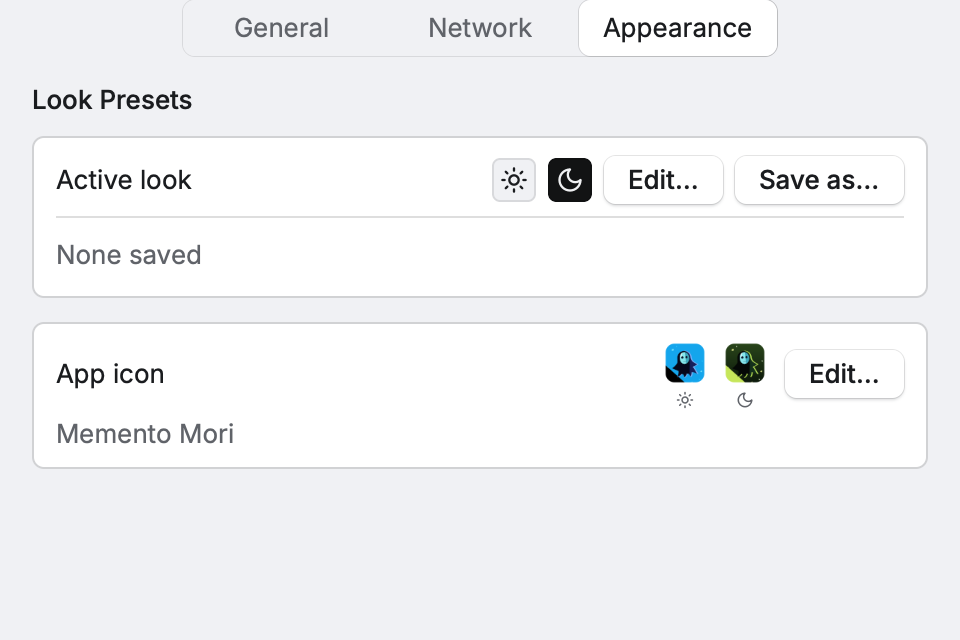 General Network Appearance
Look Presets
Active look Edit... Save as...
None saved
App icon Edit...
Memento Mori